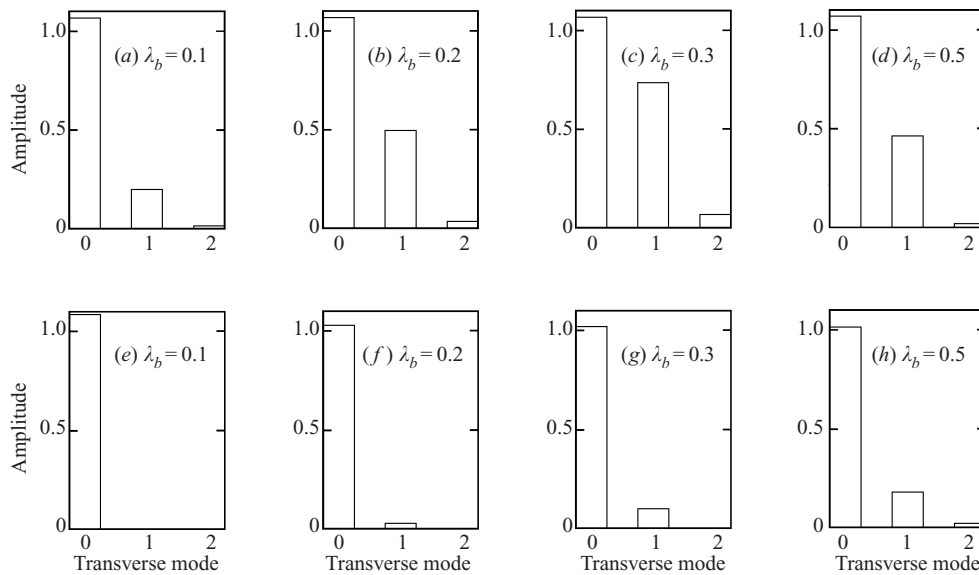 1.0
0.5
0
Amplitude
(a) λb = 0.1
0 1 2
(b) λb = 0.2
1.0
0.5
0
0 1 2
(c) λb = 0.3
1.0
0.5
0
0 1 2
(d) λb = 0.5
1.0
0.5
0
0 1 2
1.0
0.5
0
Amplitude
(e) λb = 0.1
0 1 2
Transverse mode
(f) λb = 0.2
1.0
0.5
0
0 1 2
Transverse mode
(g) λb = 0.3
1.0
0.5
0
0 1 2
Transverse mode
(h) λb = 0.5
1.0
0.5
0
0 1 2
Transverse mode